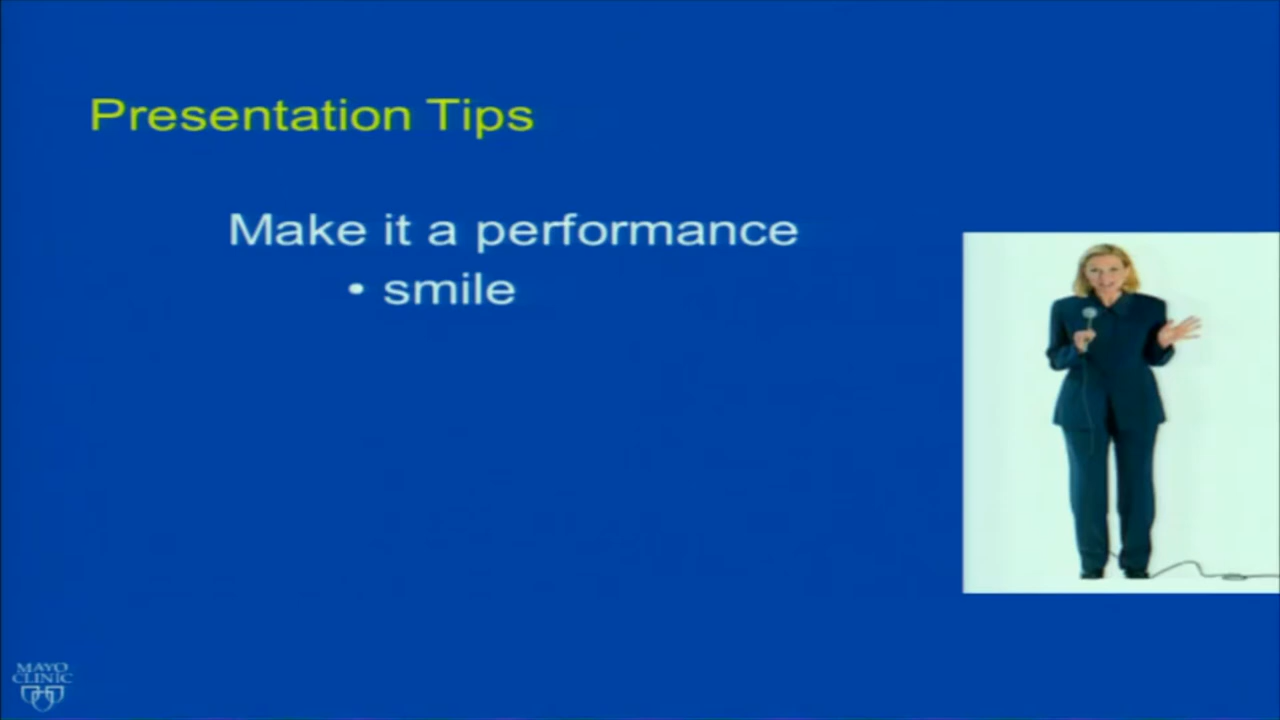 Presentation Tips
Make it a performance
• smile
MAYO
CLINIC